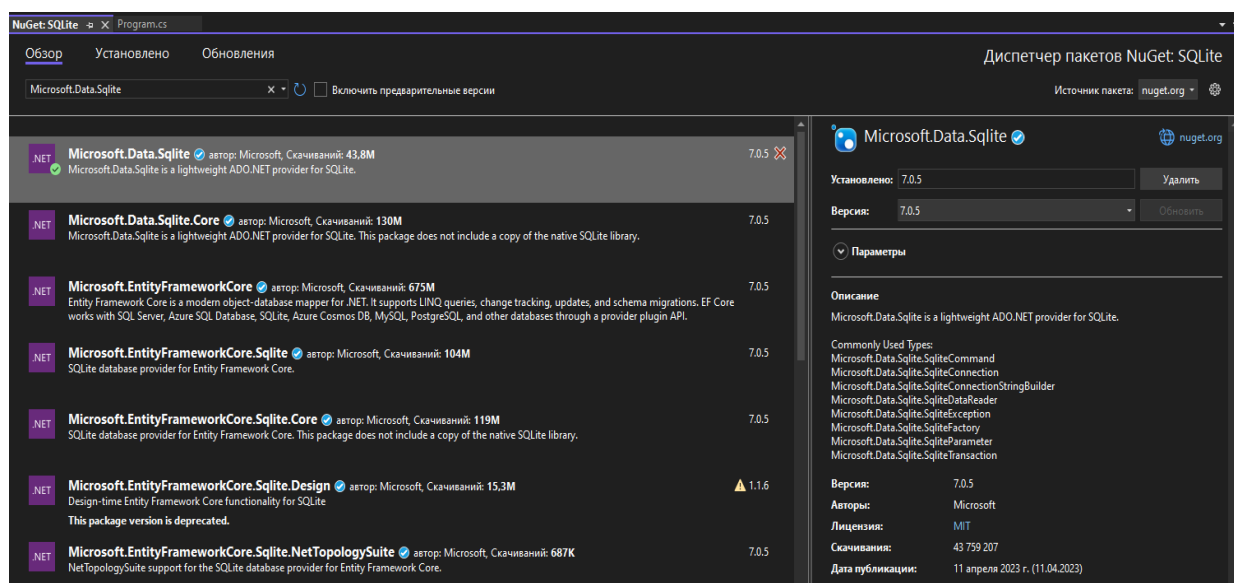 NuGet: SQLite Program.cs
Обзор Установлено Обновления
Диспетчер пакетов NuGet: SQLite
Microsoft.Data.Sqlite
Включить предварительные версии
Источник пакета: nuget.org
.NET
Microsoft.Data.Sqlite автор: Microsoft, Скачиваний: 43,8M
7.0.5
Microsoft.Data.Sqlite is a lightweight ADO.NET provider for SQLite.
.NET
Microsoft.Data.Sqlite.Core автор: Microsoft, Скачиваний: 130M
7.0.5
Microsoft.Data.Sqlite is a lightweight ADO.NET provider for SQLite. This package does not include a copy of the native SQLite library.
.NET
Microsoft.EntityFrameworkCore автор: Microsoft, Скачиваний: 675M
7.0.5
Entity Framework Core is a modern object-database mapper for .NET. It supports LINQ queries, change tracking, updates, and schema migrations. EF Core
works with SQL Server, Azure SQL Database, SQLite, Azure Cosmos DB, MySQL, PostgreSQL, and other databases through a provider plugin API.
.NET
Microsoft.EntityFrameworkCore.Sqlite автор: Microsoft, Скачиваний: 104M
7.0.5
SQLite database provider for Entity Framework Core.
.NET
Microsoft.EntityFrameworkCore.Sqlite.Core автор: Microsoft, Скачиваний: 119M
7.0.5
SQLite database provider for Entity Framework Core. This package does not include a copy of the native SQLite library.
.NET
Microsoft.EntityFrameworkCore.Sqlite.Design автор: Microsoft, Скачиваний: 15,3M
1.1.6
Design-time Entity Framework Core functionality for SQLite
This package version is deprecated.
.NET
Microsoft.EntityFrameworkCore.Sqlite.NetTopologySuite автор: Microsoft, Скачиваний: 687K
7.0.5
NetTopologySuite support for the SQLite database provider for Entity Framework Core.
Microsoft.Data.Sqlite
nuget.org
Установлено: 7.0.5 Удалить
Версия: 7.0.5 Обновить
Параметры
Описание
Microsoft.Data.Sqlite is a lightweight ADO.NET provider for SQLite.
Commonly Used Types:
Microsoft.Data.Sqlite.SqliteCommand
Microsoft.Data.Sqlite.SqliteConnection
Microsoft.Data.Sqlite.SqliteConnectionStringBuilder
Microsoft.Data.Sqlite.SqliteDataReader
Microsoft.Data.Sqlite.SqliteException
Microsoft.Data.Sqlite.SqliteFactory
Microsoft.Data.Sqlite.SqliteParameter
Microsoft.Data.Sqlite.SqliteTransaction
Версия: 7.0.5
Авторы: Microsoft
Лицензия: MIT
Скачивания: 43 759 207
Дата публикации: 11 апреля 2023 г. (11.04.2023)